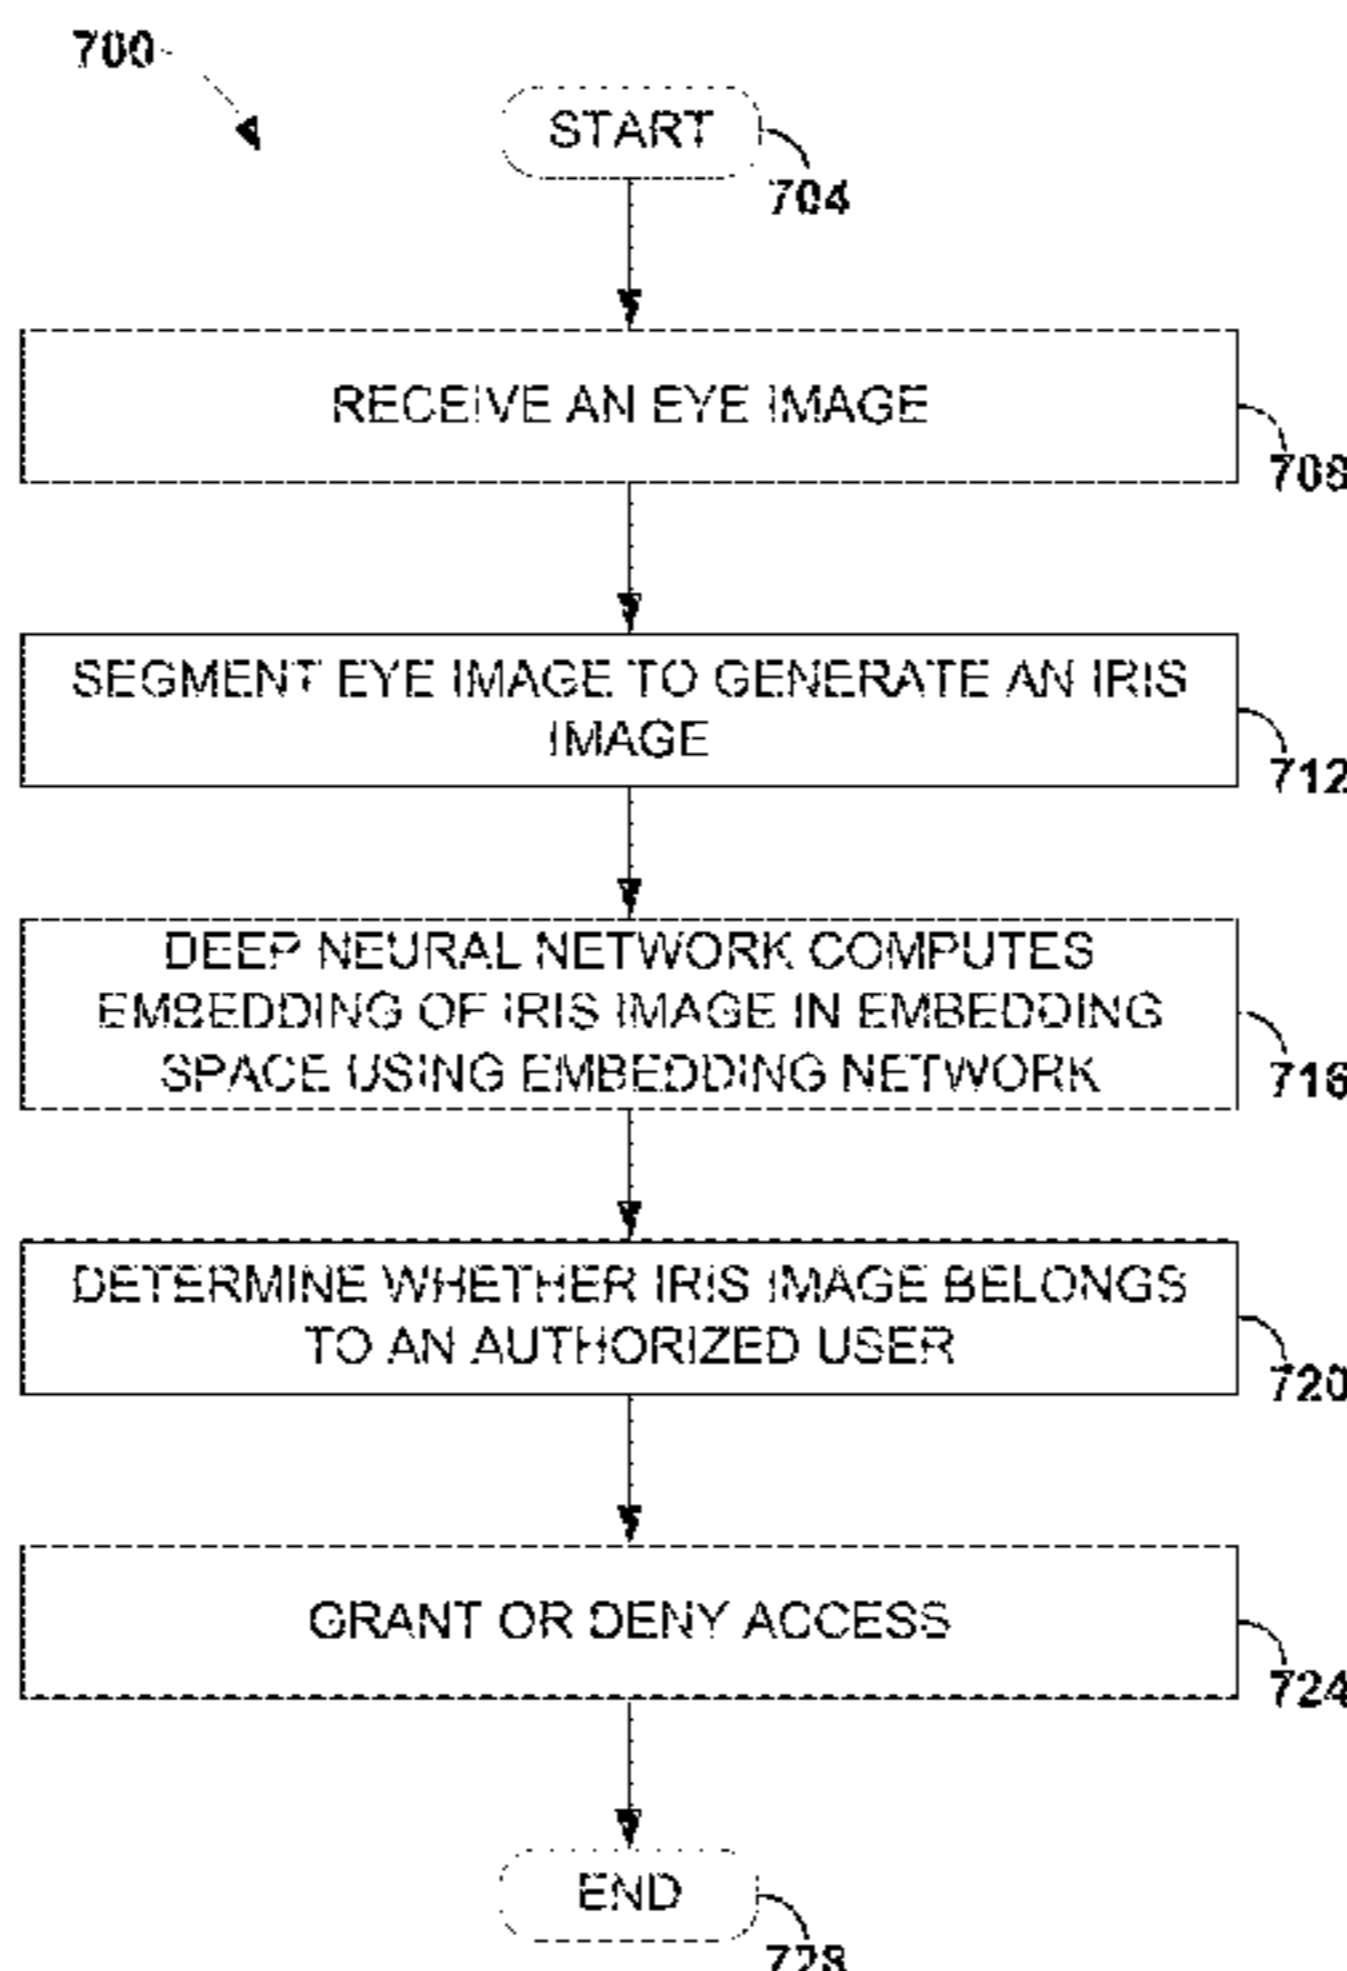 700
START
704
RECEIVE AN EYE IMAGE
708
SEGMENT EYE IMAGE TO GENERATE AN IRIS
IMAGE
712
DEEP NEURAL NETWORK COMPUTES
EMBEDDING OF IRIS IMAGE IN EMBEDDING
SPACE USING EMBEDDING NETWORK
716
DETERMINE WHETHER IRIS IMAGE BELONGS
TO AN AUTHORIZED USER
720
GRANT OR DENY ACCESS
724
END
728